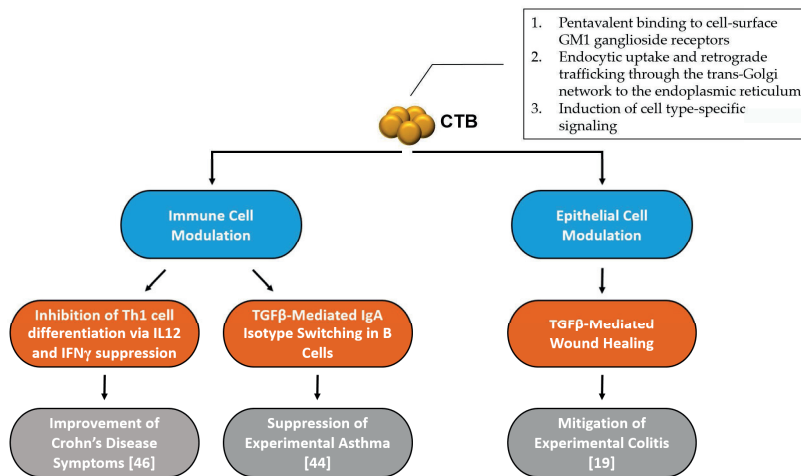 1. Pentavalent binding to cell-surface
GM1 ganglioside receptors
2. Endocytic uptake and retrograde
trafficking through the trans-Golgi
network to the endoplasmic reticulum
3. Induction of cell type-specific
signaling
CTB
Immune Cell
Modulation
Epithelial Cell
Modulation
Inhibition of Th1 cell
differentiation via IL12
and IFNγ suppression
TGFβ-Mediated IgA
Isotype Switching in B
Cells
TGFβ-Mediated
Wound Healing
Improvement of
Crohn's Disease
Symptoms [46]
Suppression of
Experimental Asthma
[44]
Mitigation of
Experimental Colitis
[19]